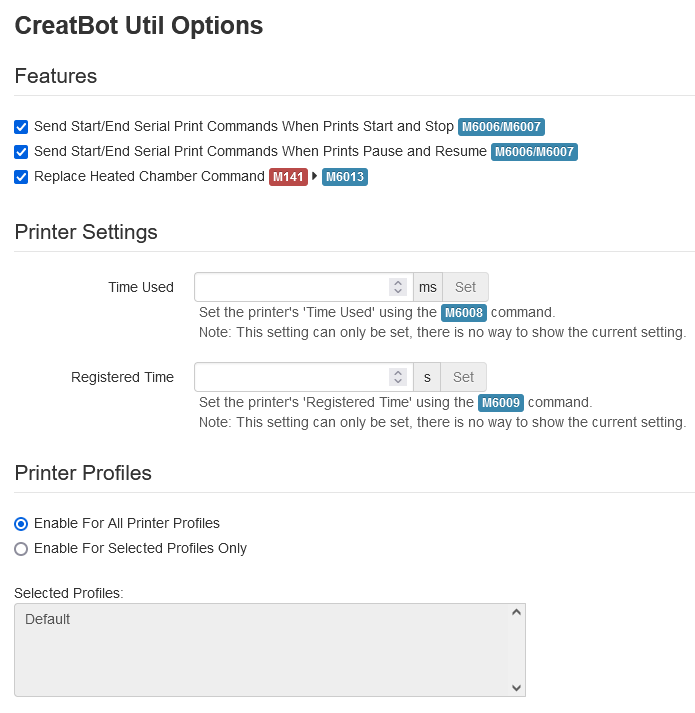 CreatBot Util Options
Features
Send Start/End Serial Print Commands When Prints Start and Stop M6006/M6007
Send Start/End Serial Print Commands When Prints Pause and Resume M6006/M6007
Replace Heated Chamber Command M141 M6013
Printer Settings
Time Used ms Set
Set the printer's 'Time Used' using the M6008 command.
Note: This setting can only be set, there is no way to show the current setting.
Registered Time s Set
Set the printer's 'Registered Time' using the M6009 command.
Note: This setting can only be set, there is no way to show the current setting.
Printer Profiles
Enable For All Printer Profiles
Enable For Selected Profiles Only
Selected Profiles:
Default